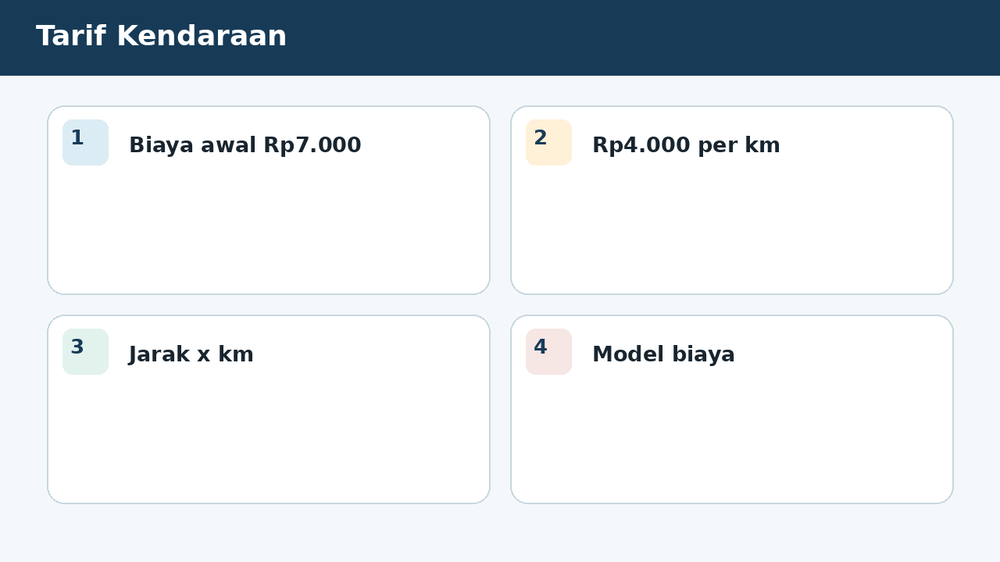 Tarif Kendaraan
1
Biaya awal Rp7.000
2
Rp4.000 per km
3
Jarak x km
4
Model biaya